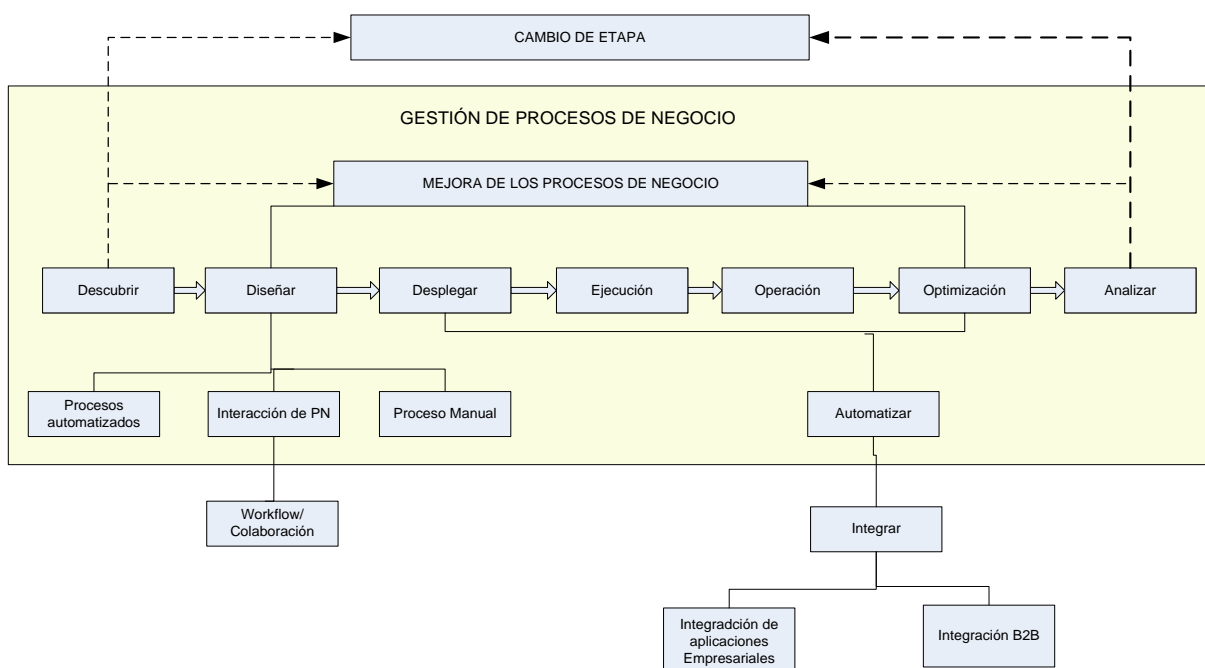 CAMBIO DE ETAPA
GESTIÓN DE PROCESOS DE NEGOCIO
MEJORA DE LOS PROCESOS DE NEGOCIO
Descubrir
Diseñar
Desplegar
Ejecución
Operación
Optimización
Analizar
Procesos
automatizados
Interacción de PN
Proceso Manual
Automatizar
Workflow/
Colaboración
Integrar
Integradción de
aplicaciones
Empresariales
Integración B2B